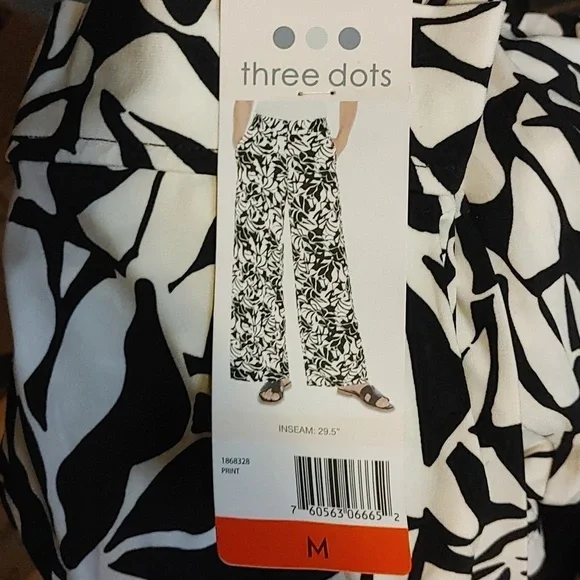 three dots
INSEAM: 29.5"
1868328
PRINT
7 60563 06665 2
M